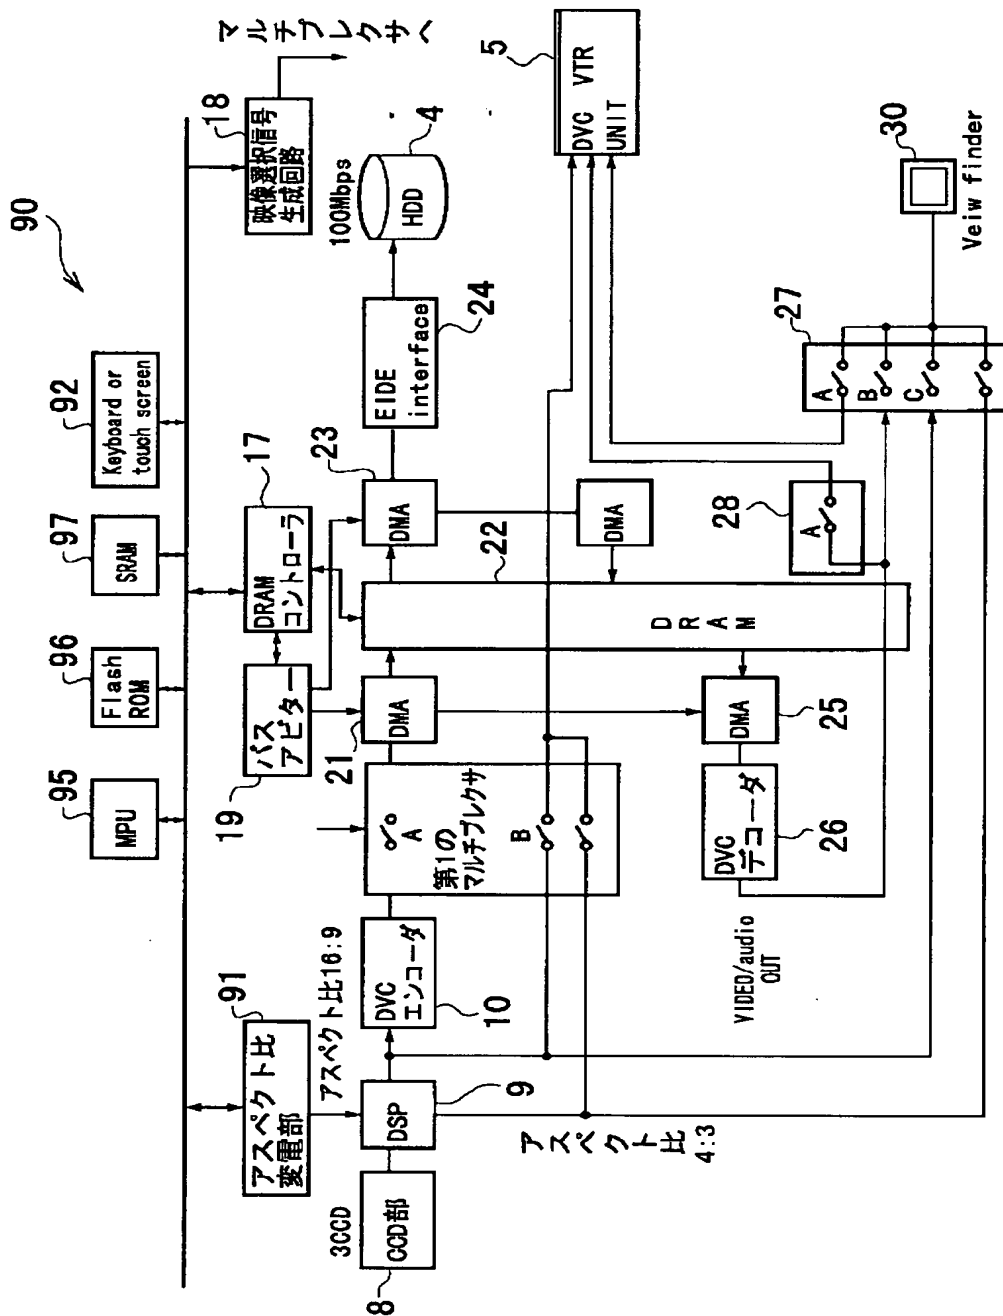 90
95
MPU
96
Flash
ROM
97
SRAM
92
Keyboard or
touch screen
91
アスペクト比
変電部
19
バス
アビター
17
DRAM
コントローラ
18
映像選択信号
生成回路
マルチプレクサへ
3CCD
CCD部
8
DSP
9
アスペクト比16:9
アスペクト比
4:3
DVC
エンコーダ
10
A
第1の
マルチプレクサ
B
21
DMA
22
DRAM
23
DMA
EIDE
interface
24
100Mbps
HDD
4
DMA
DMA
25
DVC
デコーダ
26
VIDEO/audio
OUT
28
A
27
A
B
C
5
DVC VTR
UNIT
30
Veiw finder